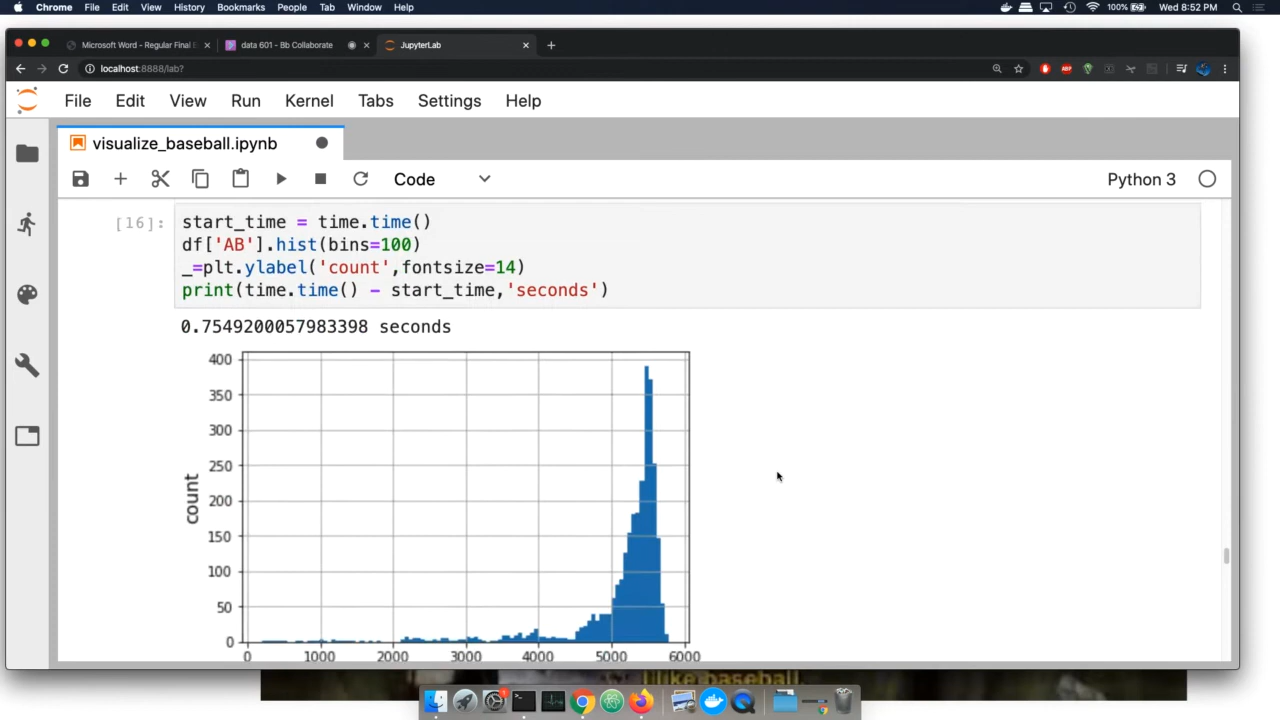 Chrome File Edit View History Bookmarks People Tab Window Help 100% Wed 8:52 PM
Microsoft Word - Regular Final E data 601 - Bb Collaborate JupyterLab
localhost:8888/lab? ABP
File Edit View Run Kernel Tabs Settings Help
visualize_baseball.ipynb
Code Python 3
[16]: start_time = time.time()
df['AB'].hist(bins=100)
_=plt.ylabel('count',fontsize=14)
print(time.time() - start_time,'seconds')
0.7549200057983398 seconds
400
350
300
250
200
150
100
50
0
count
0 1000 2000 3000 4000 5000 6000
I like baseball.